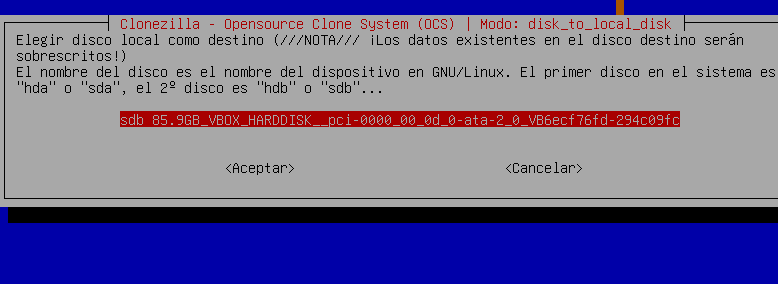 Clonezilla - Opensource Clone System (OCS) | Modo: disk_to_local_disk
Elegir disco local como destino (///NOTA/// ¡Los datos existentes en el disco destino serán
sobrescritos!)
El nombre del disco es el nombre del dispositivo en GNU/Linux. El primer disco en el sistema es
"hda" o "sda", el 2º disco es "hdb" o "sdb"...
sdb 85.9GB_VBOX_HARDDISK__pci-0000_00_0d_0-ata-2_0_VB6ecf76fd-294c09fc
<Aceptar> <Cancelar>